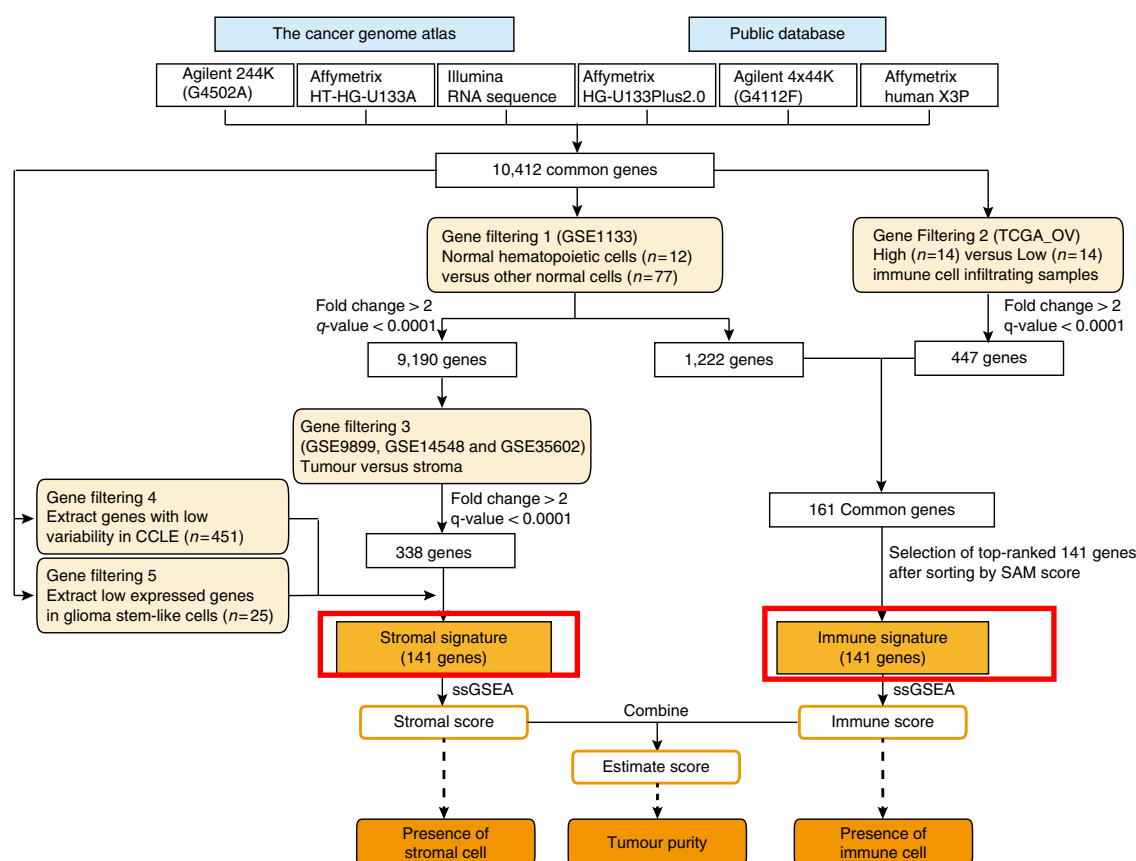 The cancer genome atlas
Public database
Agilent 244K
(G4502A)
Affymetrix
HT-HG-U133A
Illumina
RNA sequence
Affymetrix
HG-U133Plus2.0
Agilent 4x44K
(G4112F)
Affymetrix
human X3P
10,412 common genes
Gene filtering 1 (GSE1133)
Normal hematopoietic cells (n=12)
versus other normal cells (n=77)
Gene Filtering 2 (TCGA_OV)
High (n=14) versus Low (n=14)
immune cell infiltrating samples
Fold change > 2
q-value < 0.0001
Fold change > 2
q-value < 0.0001
9,190 genes
1,222 genes
447 genes
Gene filtering 3
(GSE9899, GSE14548 and GSE35602)
Tumour versus stroma
Gene filtering 4
Extract genes with low
variability in CCLE (n=451)
Fold change > 2
q-value < 0.0001
161 Common genes
338 genes
Selection of top-ranked 141 genes
after sorting by SAM score
Gene filtering 5
Extract low expressed genes
in glioma stem-like cells (n=25)
Stromal signature
(141 genes)
Immune signature
(141 genes)
ssGSEA
ssGSEA
Stromal score
Combine
Immune score
Estimate score
Presence of
stromal cell
Tumour purity
Presence of
immune cell